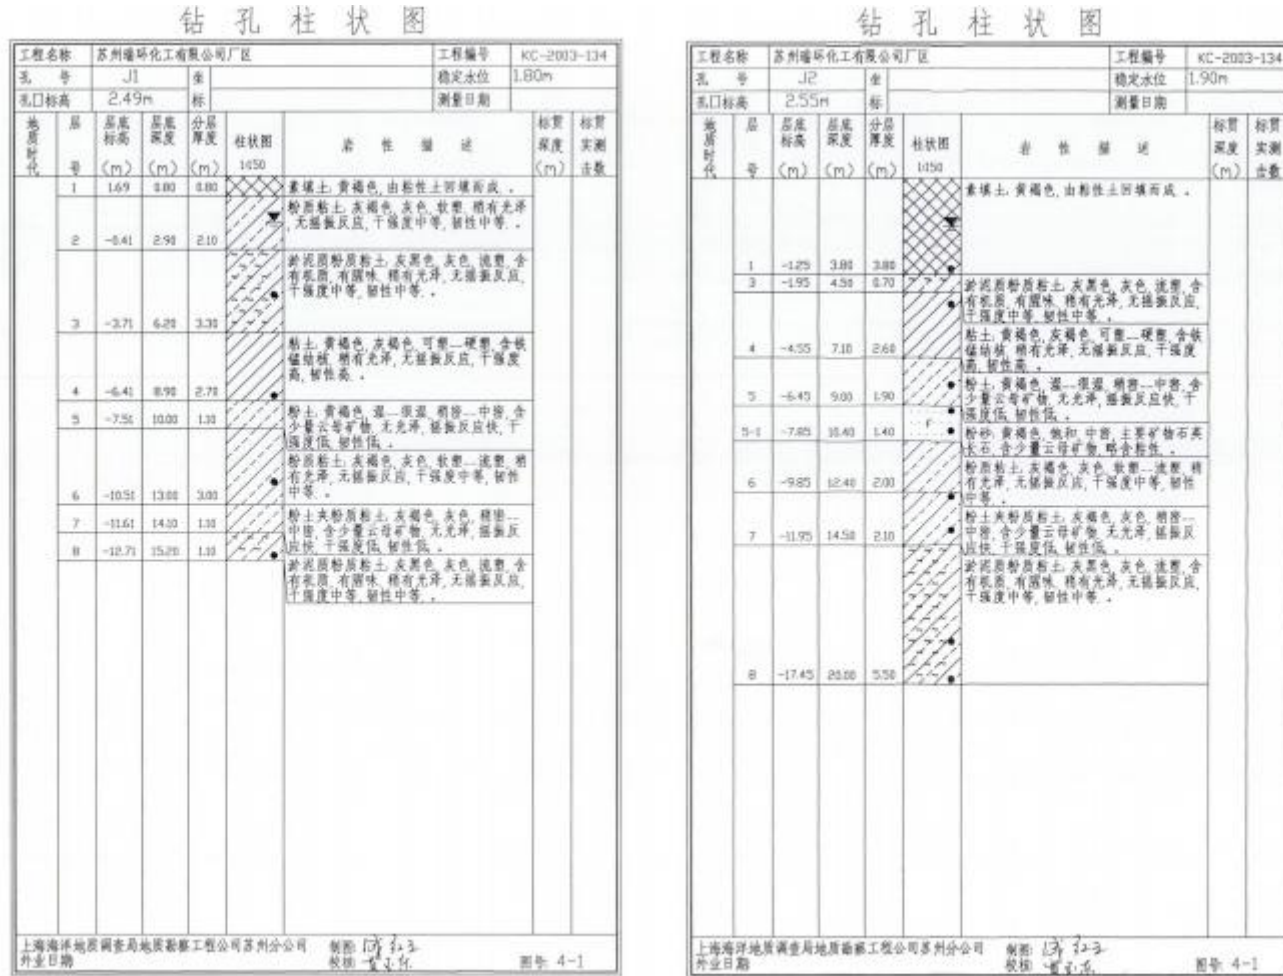 钻孔柱状图
工程名称 苏州瑞环化工有限公司厂区 工程编号 KC-2003-134
孔号 J1 坐 稳定水位 1.80m
孔口标高 2.49m 标 测量日期
地质时代 层号 层底标高(m) 层底深度(m) 分层厚度(m) 柱状图 1:150 岩性描述 标贯深度(m) 标贯实测击数
1 1.69 0.80 0.80 素填土:黄褐色,由粘性土回填而成.。
粉质粘土:灰褐色,灰色,软塑,稍有光泽
,无摇振反应,干强度中等,韧性中等.。
2 -0.41 2.90 2.10
淤泥质粉质粘土:灰黑色,灰色,流塑,含
有机质,有腥味,稍有光泽,无摇振反应,
干强度中等,韧性中等.。
3 -3.71 6.20 3.30
粘土:黄褐色,灰褐色,可塑--硬塑,含铁
锰结核,稍有光泽,无摇振反应,干强度
高,韧性高.。
4 -6.41 8.90 2.70
5 -7.51 10.00 1.10
粉土:黄褐色,湿--很湿,稍密--中密,含
少量云母矿物,无光泽,摇振反应快,干
强度低,韧性低.。
粉质粘土:灰褐色,灰色,软塑--流塑,稍
有光泽,无摇振反应,干强度中等,韧性
中等.。
6 -10.51 13.00 3.00
7 -11.61 14.10 1.10
粉土夹粉质粘土:灰褐色,灰色,稍密--
中密,含少量云母矿物,无光泽,摇振反
应快,干强度低,韧性低.。
8 -12.71 15.20 1.10
淤泥质粉质粘土:灰黑色,灰色,流塑,含
有机质,有腥味,稍有光泽,无摇振反应,
干强度中等,韧性中等.。
上海海洋地质调查局地质勘察工程公司苏州分公司 制图:
外业日期 校核: 图号: 4-1
钻孔柱状图
工程名称 苏州瑞环化工有限公司厂区 工程编号 KC-2003-134
孔号 J2 坐 稳定水位 1.90m
孔口标高 2.55m 标 测量日期
地质时代 层号 层底标高(m) 层底深度(m) 分层厚度(m) 柱状图 1:150 岩性描述 标贯深度(m) 标贯实测击数
素填土:黄褐色,由粘性土回填而成.。
1 -1.25 3.80 3.80
3 -1.95 4.50 0.70
淤泥质粉质粘土:灰黑色,灰色,流塑,含
有机质,有腥味,稍有光泽,无摇振反应,
干强度中等,韧性中等.。
粘土:黄褐色,灰褐色,可塑--硬塑,含铁
锰结核,稍有光泽,无摇振反应,干强度
高,韧性高.。
4 -4.55 7.10 2.60
粉土:黄褐色,湿--很湿,稍密--中密,含
少量云母矿物,无光泽,摇振反应快,干
强度低,韧性低.。
5 -6.45 9.00 1.90
F
5-1 -7.85 10.40 1.40
粉砂:黄褐色,饱和,中密,主要矿物石英
长石,含少量云母矿物,略含粘性.。
粉质粘土:灰褐色,灰色,软塑--流塑,稍
有光泽,无摇振反应,干强度中等,韧性
中等.。
6 -9.85 12.40 2.00
粉土夹粉质粘土:灰褐色,灰色,稍密--
中密,含少量云母矿物,无光泽,摇振反
应快,干强度低,韧性低.。
7 -11.95 14.50 2.10
淤泥质粉质粘土:灰黑色,灰色,流塑,含
有机质,有腥味,稍有光泽,无摇振反应,
干强度中等,韧性中等.。
8 -17.45 20.00 5.50
上海海洋地质调查局地质勘察工程公司苏州分公司 制图:
外业日期 校核: 图号: 4-1